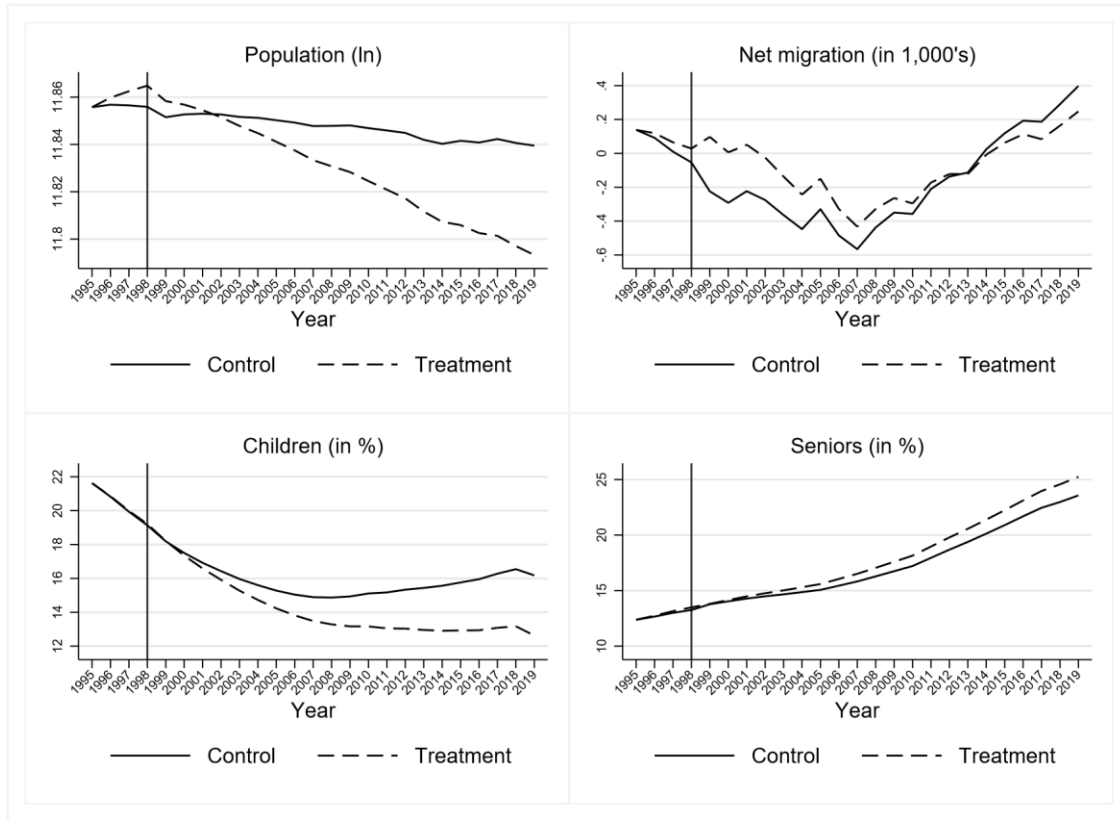 Population (ln)
11.86
11.84
11.82
11.8
1995 1996 1997 1998 1999 2000 2001 2002 2003 2004 2005 2006 2007 2008 2009 2010 2011 2012 2013 2014 2015 2016 2017 2018 2019
Year
Control Treatment
Net migration (in 1,000's)
.4
.2
0
-.2
-.4
-.6
1995 1996 1997 1998 1999 2000 2001 2002 2003 2004 2005 2006 2007 2008 2009 2010 2011 2012 2013 2014 2015 2016 2017 2018 2019
Year
Control Treatment
Children (in %)
22
20
18
16
14
12
1995 1996 1997 1998 1999 2000 2001 2002 2003 2004 2005 2006 2007 2008 2009 2010 2011 2012 2013 2014 2015 2016 2017 2018 2019
Year
Control Treatment
Seniors (in %)
25
20
15
10
1995 1996 1997 1998 1999 2000 2001 2002 2003 2004 2005 2006 2007 2008 2009 2010 2011 2012 2013 2014 2015 2016 2017 2018 2019
Year
Control Treatment